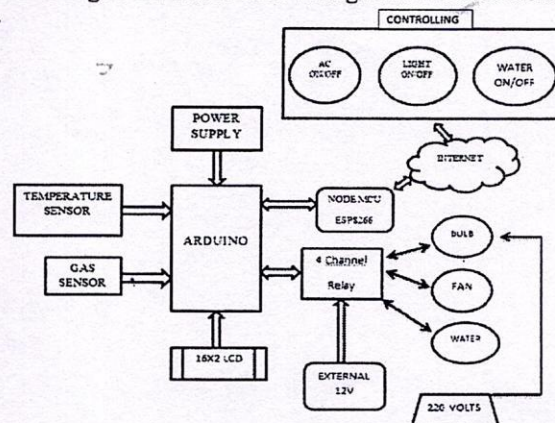 CONTROLLING
AC
ON/OFF
LIGHT
ON/OFF
WATER
ON/OFF
POWER
SUPPLY
INTERNET
TEMPERATURE
SENSOR
NODE MCU
ESP8266
ARDUINO
BULB
GAS
SENSOR
4 Channel
Relay
FAN
WATER
16X2 LCD
EXTERNAL
12V
220 VOLTS